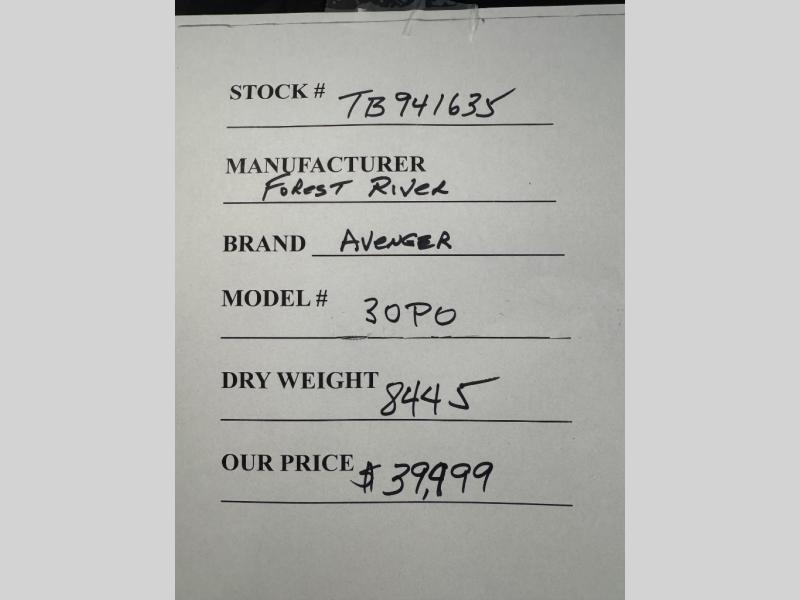 STOCK # TB941635
MANUFACTURER
FOREST RIVER
BRAND AVENGER
MODEL # 30PO
DRY WEIGHT 8445
OUR PRICE $39,999